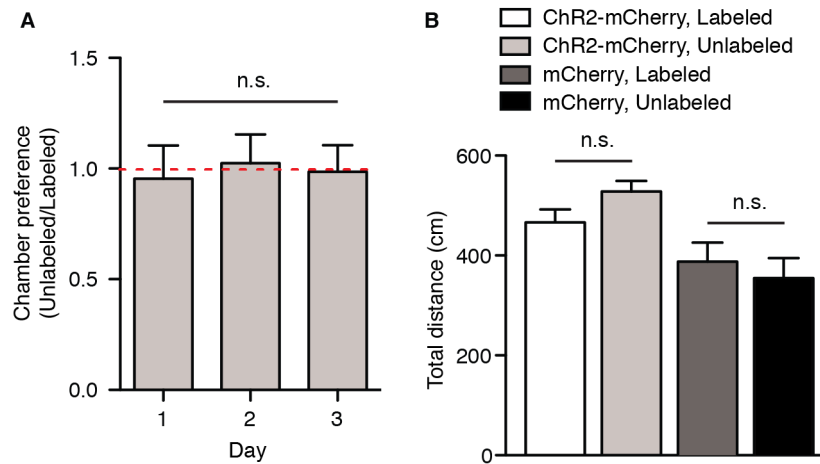 A
1.5
1.0
0.5
0.0
Chamber preference
(Unlabeled/Labeled)
n.s.
1 2 3
Day
B
ChR2-mCherry, Labeled
ChR2-mCherry, Unlabeled
mCherry, Labeled
mCherry, Unlabeled
600
400
200
0
Total distance (cm)
n.s.
n.s.